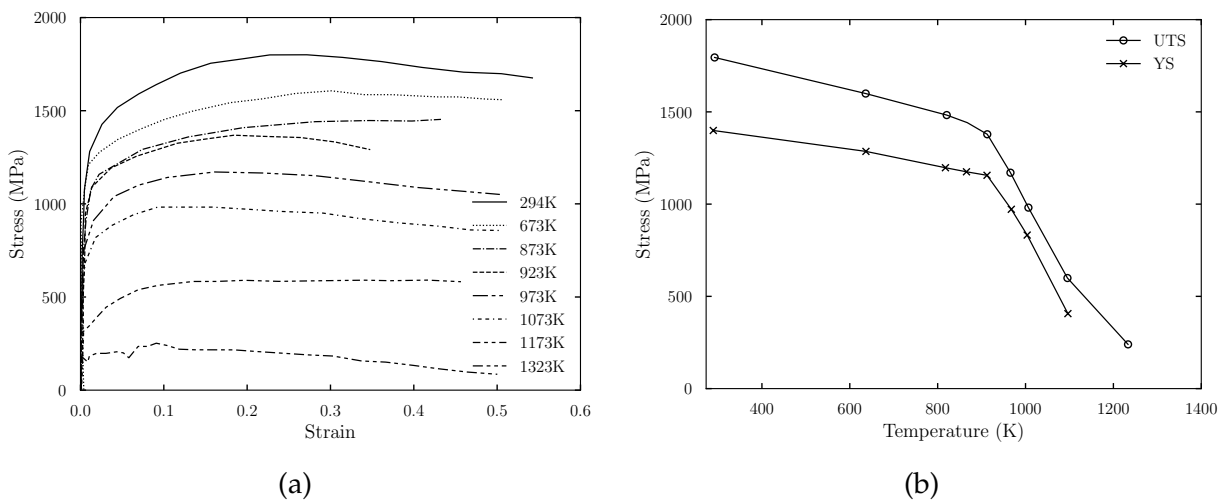 2000
1500
1000
500
0
Stress (MPa)
0.0 0.1 0.2 0.3 0.4 0.5 0.6
Strain
294K
673K
873K
923K
973K
1073K
1173K
1323K
(a)
2000
1500
1000
500
0
Stress (MPa)
400 600 800 1000 1200 1400
Temperature (K)
UTS
YS
(b)